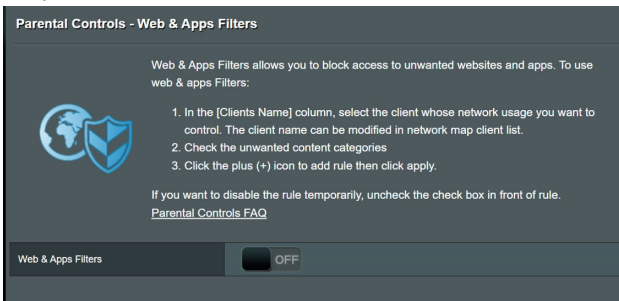 Parental Controls - Web & Apps Filters
Web & Apps Filters allows you to block access to unwanted websites and apps. To use
web & apps Filters:
1. In the [Clients Name] column, select the client whose network usage you want to
control. The client name can be modified in network map client list.
2. Check the unwanted content categories
3. Click the plus (+) icon to add rule then click apply.
If you want to disable the rule temporarily, uncheck the check box in front of rule.
Parental Controls FAQ
Web & Apps Filters
OFF